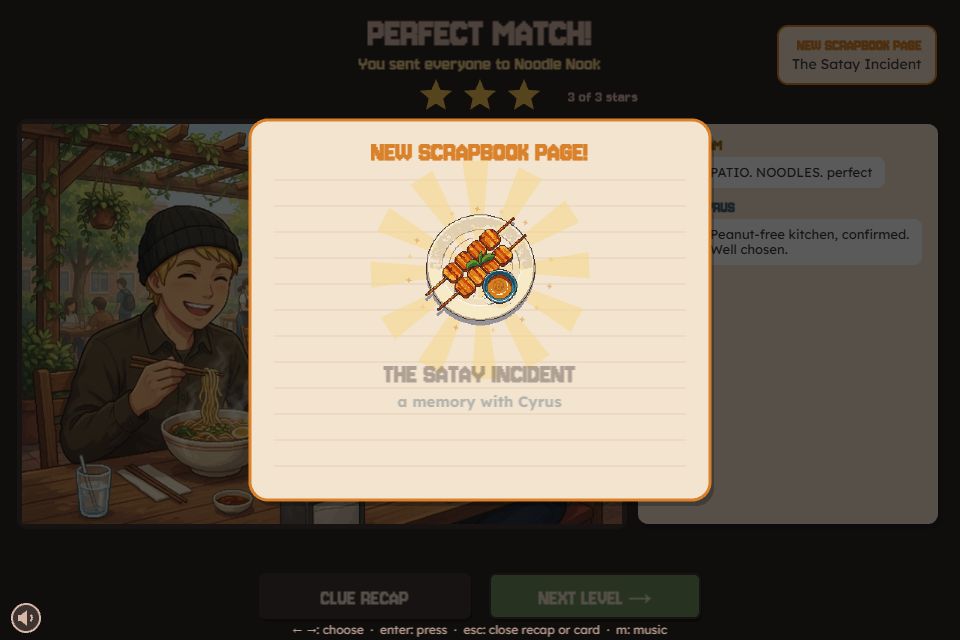 PERFECT MATCH!
You sent everyone to Noodle Nook
3 of 3 stars
NEW SCRAPBOOK PAGE
The Satay Incident
NEW SCRAPBOOK PAGE!
THE SATAY INCIDENT
a memory with Cyrus
PATIO. NOODLES. perfect
Peanut-free kitchen, confirmed.
Well chosen.
CLUE RECAP
NEXT LEVEL →
← →: choose · enter: press · esc: close recap or card · m: music